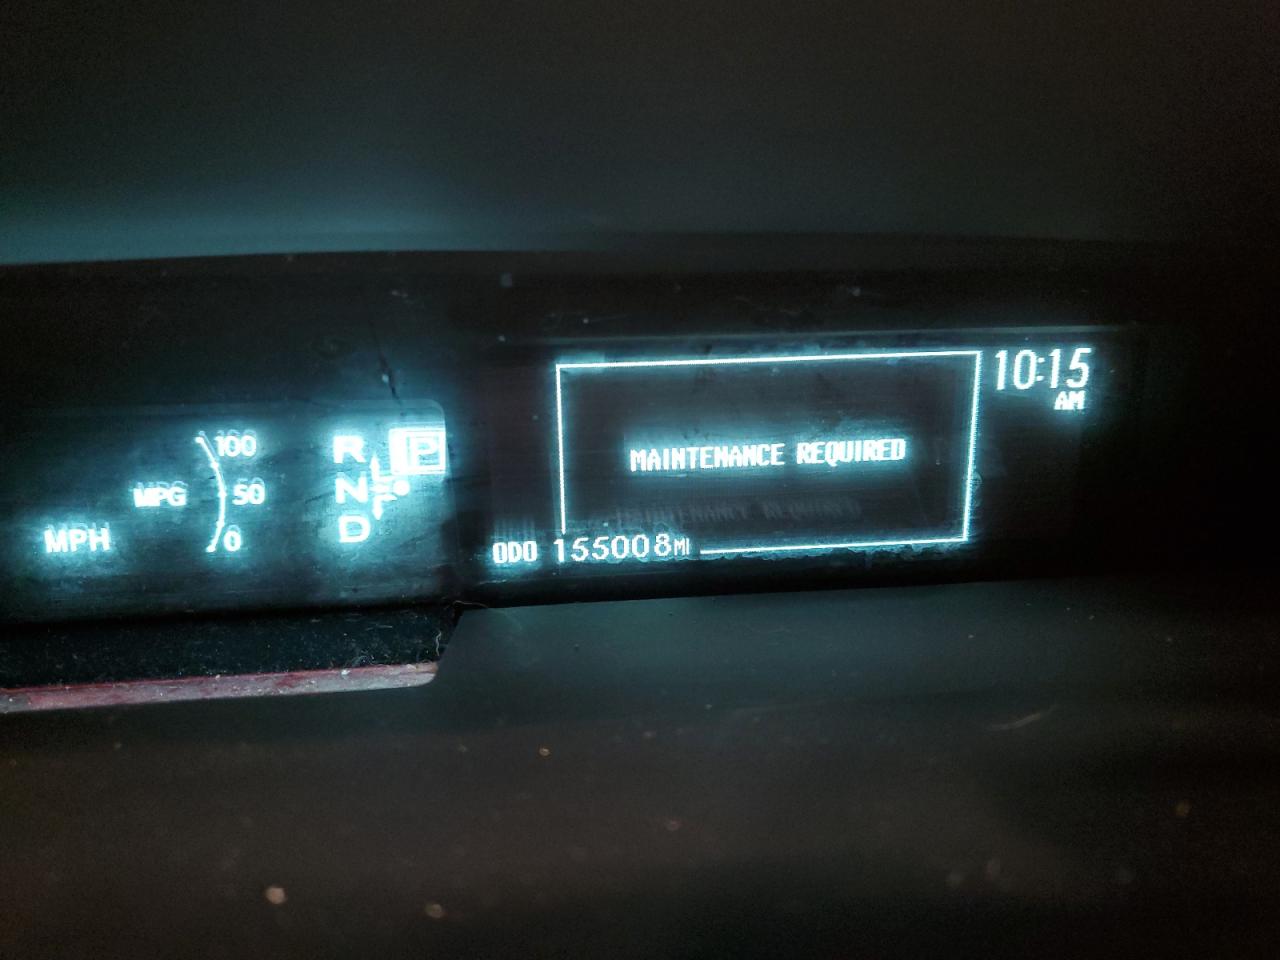 MPH
MPG
100
50
0
R
P
N
D
MAINTENANCE REQUIRED
10:15
AM
ODO 155008MI